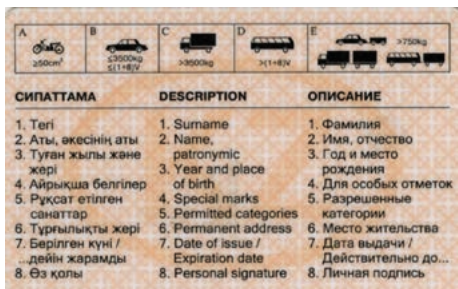 A B C D E
≥50cm³ ≤3500kg ≤(1+8)V >3500kg >(1+8)V >750kg
СИПАТТАМА
1. Тегі
2. Аты, әкесінің аты
3. Туған жылы және
жері
4. Айрықша белгілер
5. Рұқсат етілген
санаттар
6. Тұрғылықты жері
7. Берілген күні /
...дейін жарамды
8. Өз қолы
DESCRIPTION
1. Surname
2. Name,
patronymic
3. Year and place
of birth
4. Special marks
5. Permitted categories
6. Permanent address
7. Date of issue /
Expiration date
8. Personal signature
ОПИСАНИЕ
1. Фамилия
2. Имя, отчество
3. Год и место
рождения
4. Для особых отметок
5. Разрешенные
категории
6. Место жительства
7. Дата выдачи /
Действительно до...
8. Личная подпись